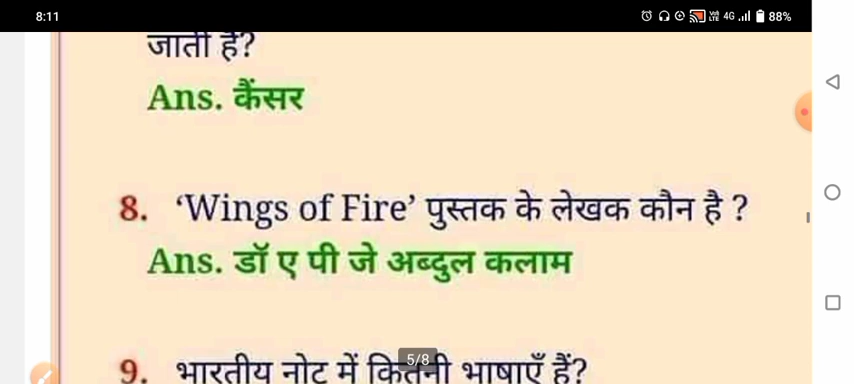 8:11 4G 88%
जाती है?
Ans. कैंसर
8. ‘Wings of Fire’ पुस्तक के लेखक कौन है ?
Ans. डॉ ए पी जे अब्दुल कलाम
5/8
9. भारतीय नोट में कितनी भाषाएँ हैं?